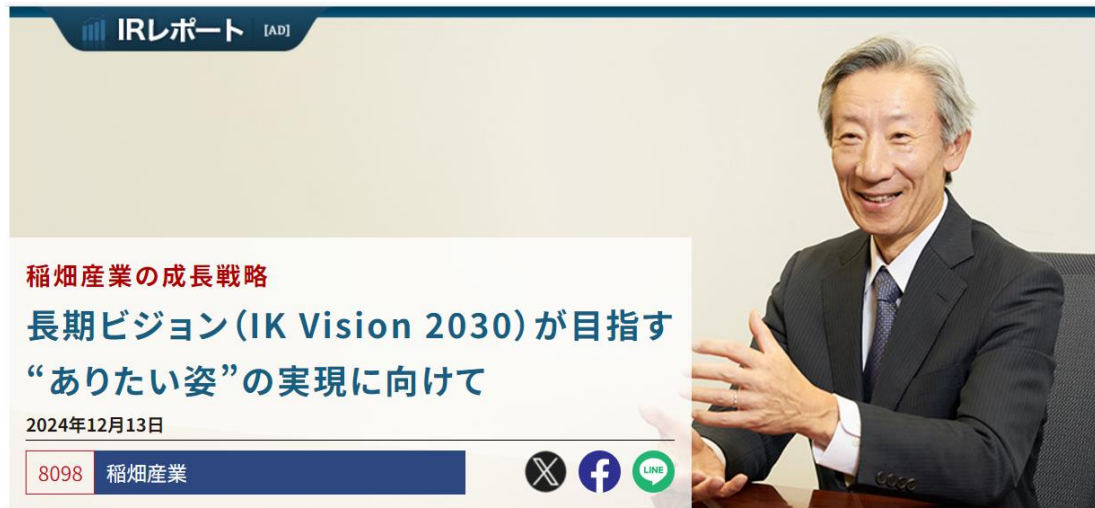 IRレポート [AD]
稲畑産業の成長戦略
長期ビジョン(IK Vision 2030)が目指す
“ありたい姿”の実現に向けて
2024年12月13日
8098 稲畑産業
LINE